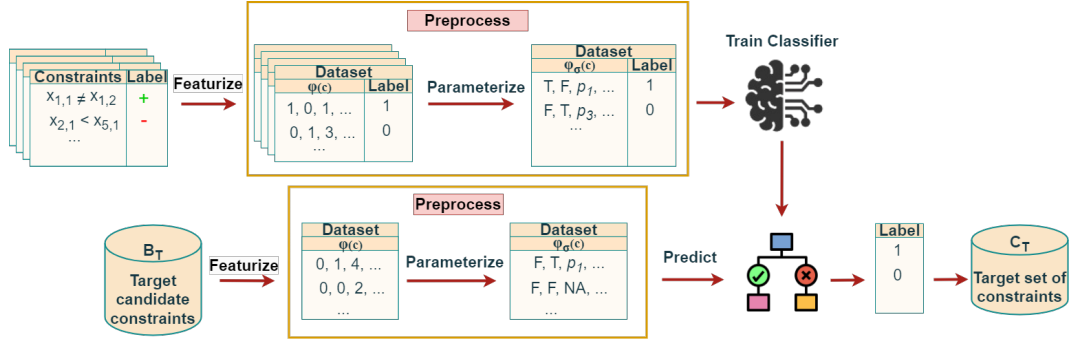 Preprocess
Train Classifier
Constraints Label
x1,1 ≠ x1,2 +
x2,1 < x5,1 -
...
Featurize
Dataset
φ(c) Label
1, 0, 1, ... 1
0, 1, 3, ... 0
...
Parameterize
Dataset
φσ(c) Label
T, F, p1, ... 1
F, T, p3, ... 0
...
Preprocess
BT
Target
candidate
constraints
Featurize
Dataset
φ(c)
0, 1, 4, ...
0, 0, 2, ...
...
Parameterize
Dataset
φσ(c)
F, T, p1, ...
F, F, NA, ...
...
Predict
Label
1
0
CT
Target set of
constraints